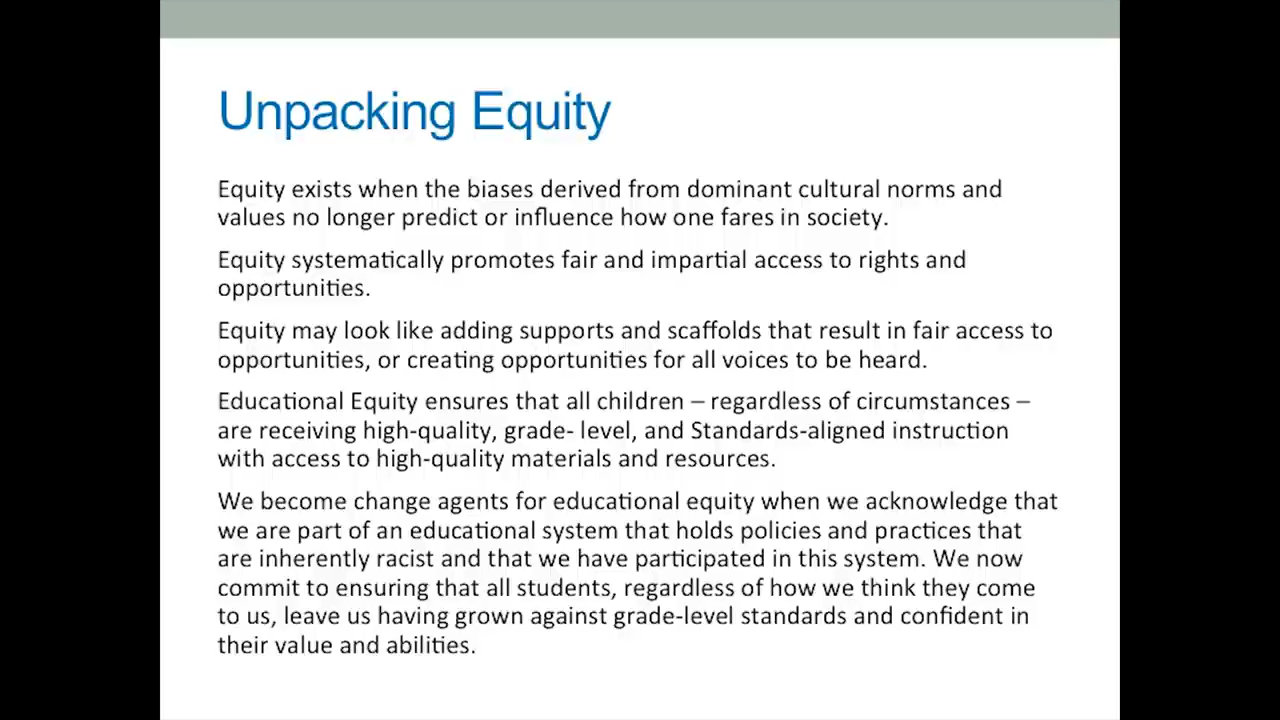 Unpacking Equity
Equity exists when the biases derived from dominant cultural norms and
values no longer predict or influence how one fares in society.
Equity systematically promotes fair and impartial access to rights and
opportunities.
Equity may look like adding supports and scaffolds that result in fair access to
opportunities, or creating opportunities for all voices to be heard.
Educational Equity ensures that all children – regardless of circumstances –
are receiving high-quality, grade- level, and Standards-aligned instruction
with access to high-quality materials and resources.
We become change agents for educational equity when we acknowledge that
we are part of an educational system that holds policies and practices that
are inherently racist and that we have participated in this system. We now
commit to ensuring that all students, regardless of how we think they come
to us, leave us having grown against grade-level standards and confident in
their value and abilities.